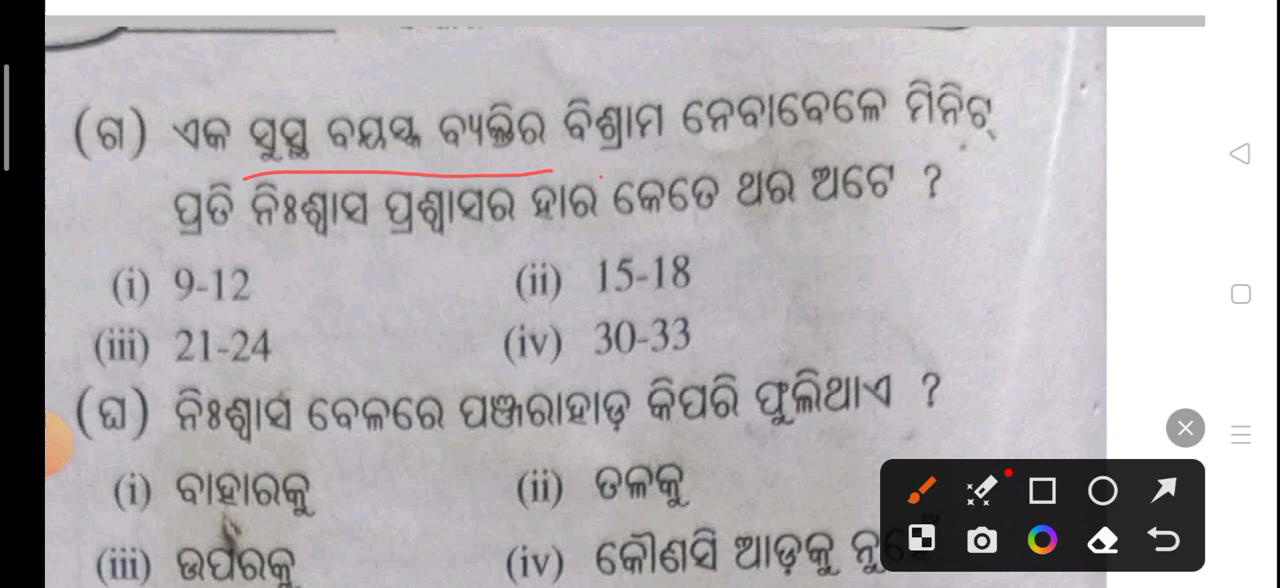 (ଗ) ଏକ ସୁସ୍ଥ ବୟସ୍କ ବ୍ୟକ୍ତିର ବିଶ୍ରାମ ନେବାବେଳେ ମିନିଟ୍
ପ୍ରତି ନିଃଶ୍ୱାସ ପ୍ରଶ୍ୱାସର ହାର କେତେ ଥର ଅଟେ ?
(i) 9-12 (ii) 15-18
(iii) 21-24 (iv) 30-33
(ଘ) ନିଃଶ୍ୱାସ ବେଳରେ ପଞ୍ଜରାହାଡ଼ କିପରି ଫୁଲିଥାଏ ?
(i) ବାହାରକୁ (ii) ତଳକୁ
(iii) ଉପରକୁ (iv) କୌଣସି ଆଡ଼କୁ